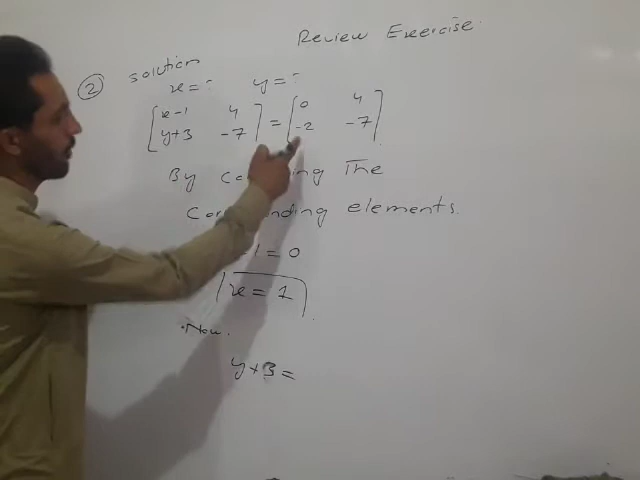 Review Exercise.
② Solution
x = ? y = ?
[x-1 4] = [0 4]
[y+3 -7] [-2 -7]
By The
elements.
-1 = 0
x = 1
Now.
y+3 =